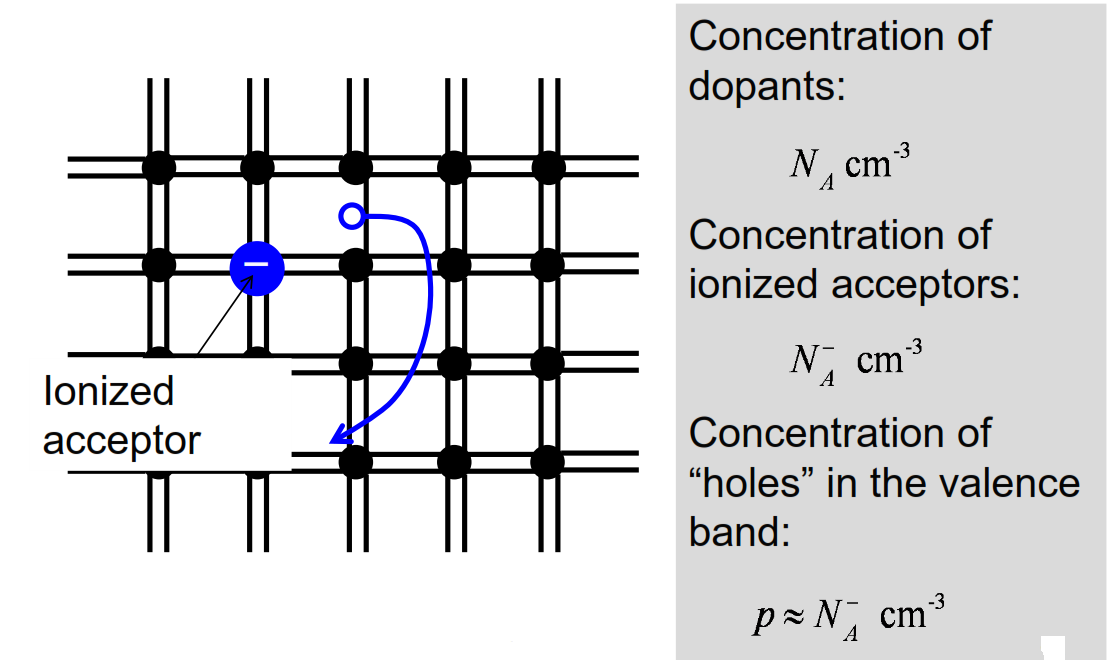 Concentration of
dopants:
N_A cm⁻³
Concentration of
ionized acceptors:
N_A⁻ cm⁻³
Concentration of
“holes” in the valence
band:
p ≈ N_A⁻ cm⁻³
–
Ionized
acceptor